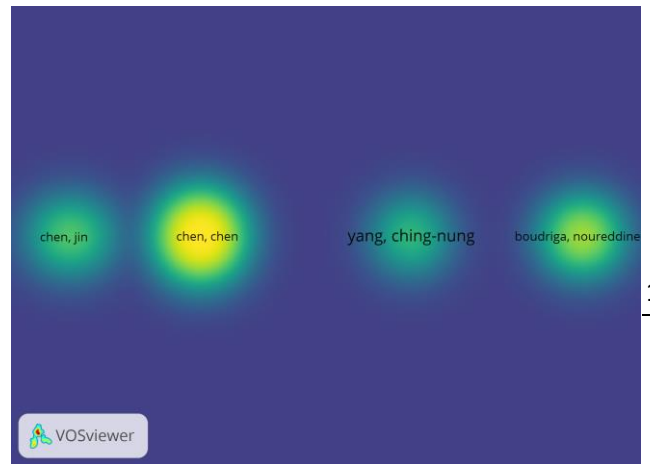 chen, jin
chen, chen
yang, ching-nung
boudriga, noureddine
VOSviewer